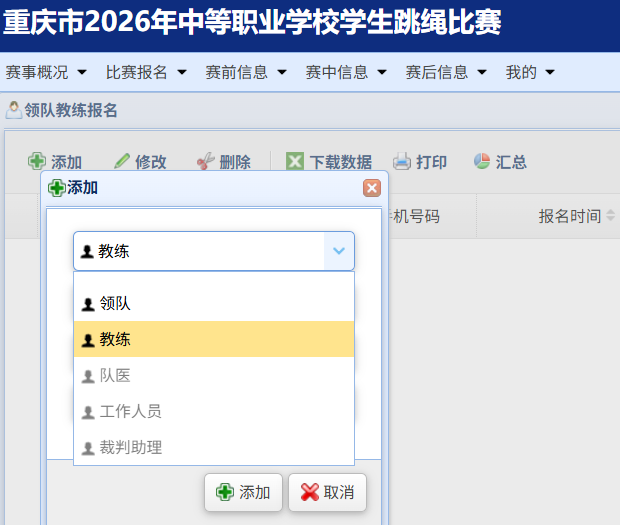 重庆市2026年中等职业学校学生跳绳比赛
赛事概况 比赛报名 赛前信息 赛中信息 赛后信息 我的
领队教练报名
添加 修改 删除 下载数据 打印 汇总
添加
机号码 报名时间
教练
领队
教练
队医
工作人员
裁判助理
添加 取消